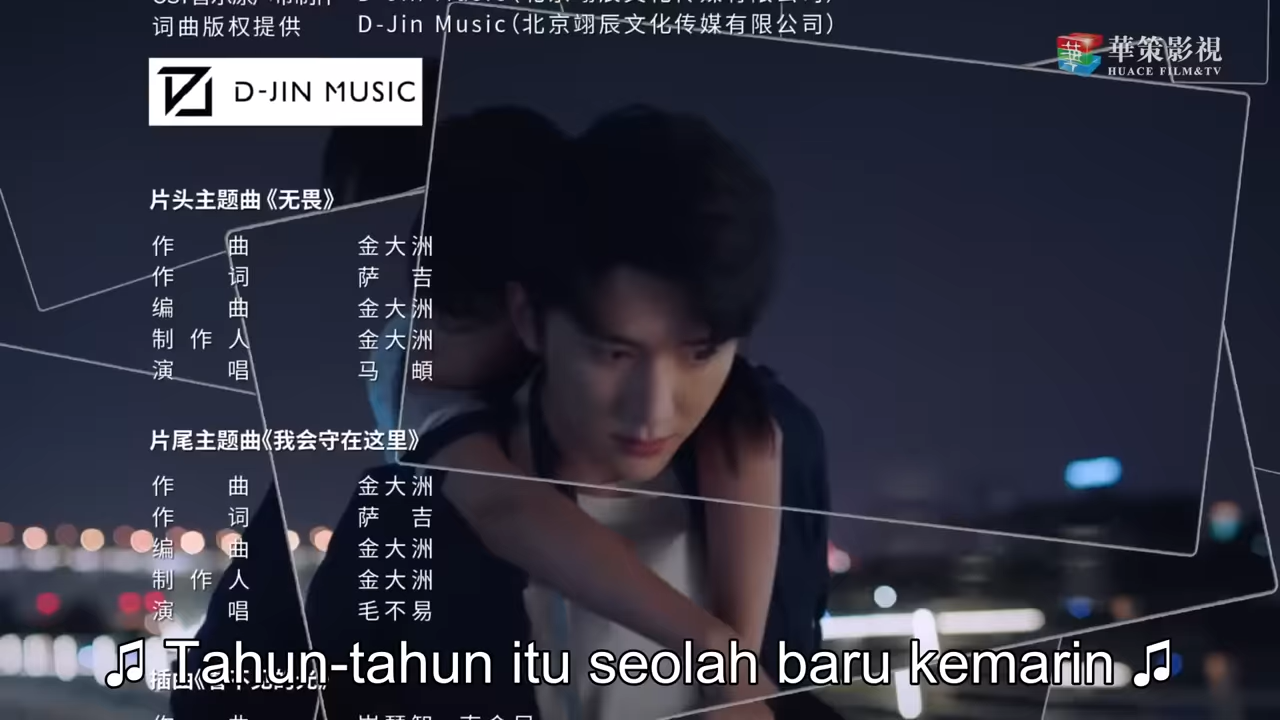 词曲版权提供 D-Jin Music(北京翊辰文化传媒有限公司)
華策影視
HUACE FILM&TV
D-JIN MUSIC
片头主题曲《无畏》
作曲 金大洲
作词 萨吉
编曲 金大洲
制作人 金大洲
演唱 马頔
片尾主题曲《我会守在这里》
作曲 金大洲
作词 萨吉
编曲 金大洲
制作人 金大洲
演唱 毛不易
♫ Tahun-tahun itu seolah baru kemarin ♫